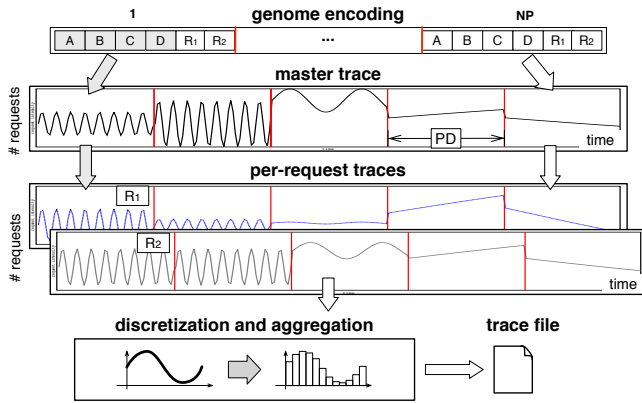 1 genome encoding NP
A B C D R1 R2 ... A B C D R1 R2
master trace
# requests
PD
time
per-request traces
# requests
R1
R2
time
discretization and aggregation trace file